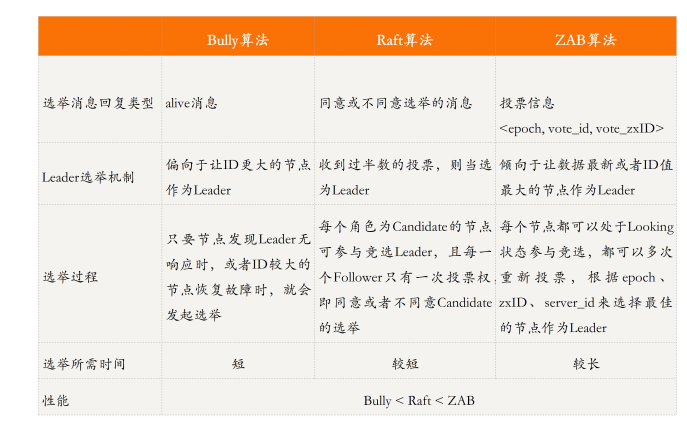 Bully算法 Raft算法 ZAB算法
选举消息回复类型 alive消息 同意或不同意选举的消息 投票信息
<epoch, vote_id, vote_zxID>
Leader选举机制 偏向于让ID更大的节点
作为Leader
收到过半数的投票，则当选
为Leader
倾向于让数据最新或者ID值
最大的节点作为Leader
选举过程
只要节点发现Leader无
响应时，或者ID较大的
节点恢复故障时，就会
发起选举
每个角色为Candidate的节点
可参与竞选Leader，且每一
个Follower只有一次投票权，
即同意或者不同意Candidate
的选举
每个节点都可以处于Looking
状态参与竞选，都可以多次
重新投票，根据epoch、
zxID、server_id来选择最佳
的节点作为Leader
选举所需时间 短 较短 较长
性能 Bully < Raft < ZAB